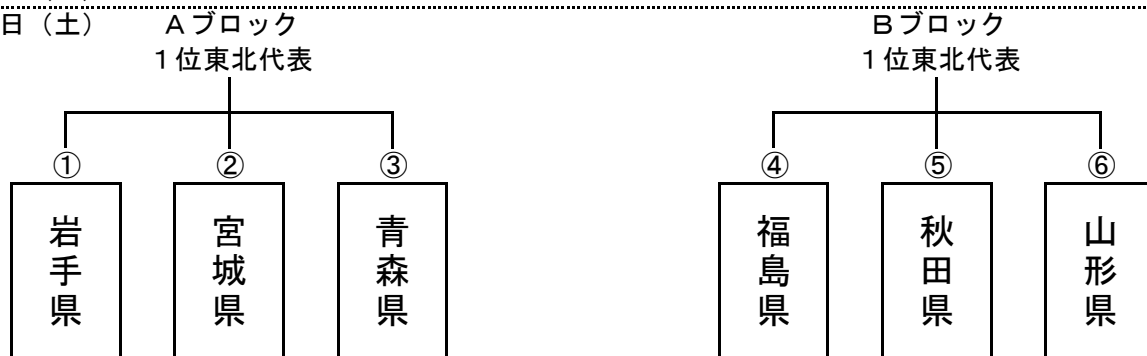 日（土）
Ａブロック
１位東北代表
①
②
③
岩手県
宮城県
青森県
Ｂブロック
１位東北代表
④
⑤
⑥
福島県
秋田県
山形県